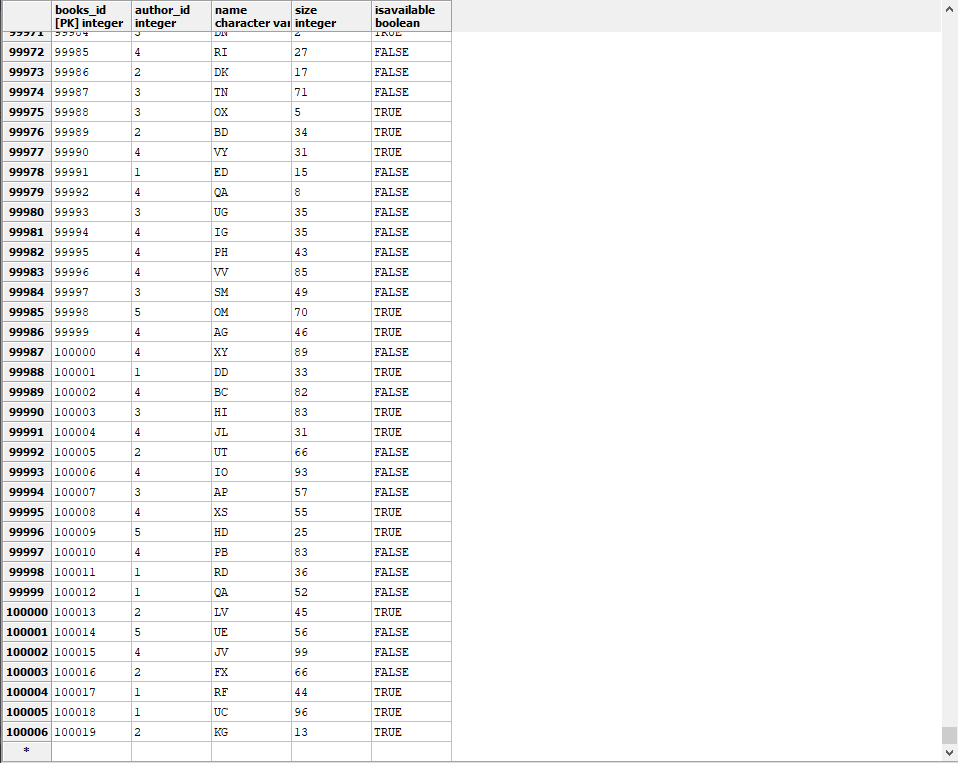 books_id author_id name size isavailable
[PK] integer integer character var integer boolean
99971 99984 3 DN 2 TRUE
99972 99985 4 RI 27 FALSE
99973 99986 2 DK 17 FALSE
99974 99987 3 TN 71 FALSE
99975 99988 3 OX 5 TRUE
99976 99989 2 BD 34 TRUE
99977 99990 4 VY 31 TRUE
99978 99991 1 ED 15 FALSE
99979 99992 4 QA 8 FALSE
99980 99993 3 UG 35 FALSE
99981 99994 4 IG 35 FALSE
99982 99995 4 PH 43 FALSE
99983 99996 4 VV 85 FALSE
99984 99997 3 SM 49 FALSE
99985 99998 5 OM 70 TRUE
99986 99999 4 AG 46 TRUE
99987 100000 4 XY 89 FALSE
99988 100001 1 DD 33 TRUE
99989 100002 4 BC 82 FALSE
99990 100003 3 HI 83 TRUE
99991 100004 4 JL 31 TRUE
99992 100005 2 UT 66 FALSE
99993 100006 4 IO 93 FALSE
99994 100007 3 AP 57 FALSE
99995 100008 4 XS 55 TRUE
99996 100009 5 HD 25 TRUE
99997 100010 4 PB 83 FALSE
99998 100011 1 RD 36 FALSE
99999 100012 1 QA 52 FALSE
100000 100013 2 LV 45 TRUE
100001 100014 5 UE 56 FALSE
100002 100015 4 JV 99 FALSE
100003 100016 2 FX 66 FALSE
100004 100017 1 RF 44 TRUE
100005 100018 1 UC 96 TRUE
100006 100019 2 KG 13 TRUE
*